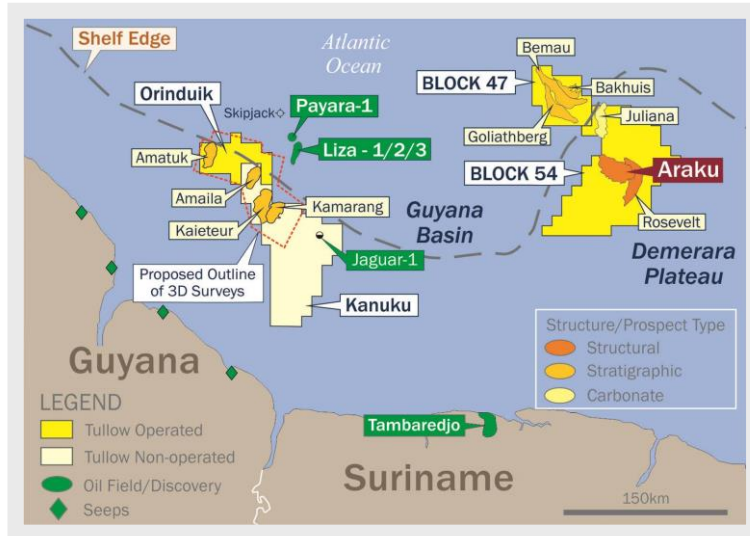 Shelf Edge
Atlantic
Ocean
Bemau
BLOCK 47
Bakhuis
Orinduik
Skipjack
Payara-1
Juliana
Goliathberg
Amatuk
Liza - 1/2/3
BLOCK 54
Araku
Amaila
Kamarang
Guyana
Basin
Rosevelt
Kaieteur
Jaguar-1
Demerara
Plateau
Proposed Outline
of 3D Surveys
Kanuku
Structure/Prospect Type
Structural
Stratigraphic
Carbonate
Guyana
LEGEND
Tullow Operated
Tullow Non-operated
Oil Field/Discovery
Seeps
Tambaredjo
Suriname
150km